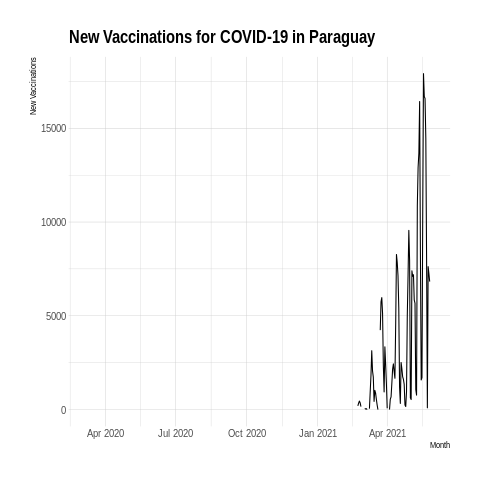 New Vaccinations for COVID-19 in Paraguay
New Vaccinations
15000
10000
5000
0
Apr 2020 Jul 2020 Oct 2020 Jan 2021 Apr 2021
Month